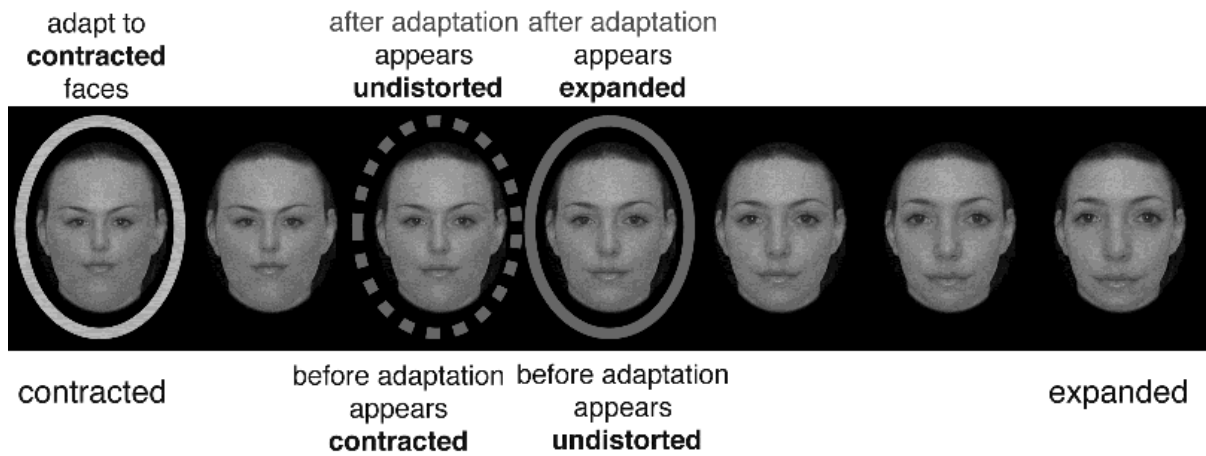 adapt to
contracted
faces
after adaptation
appears
undistorted
after adaptation
appears
expanded
contracted
before adaptation
appears
contracted
before adaptation
appears
undistorted
expanded